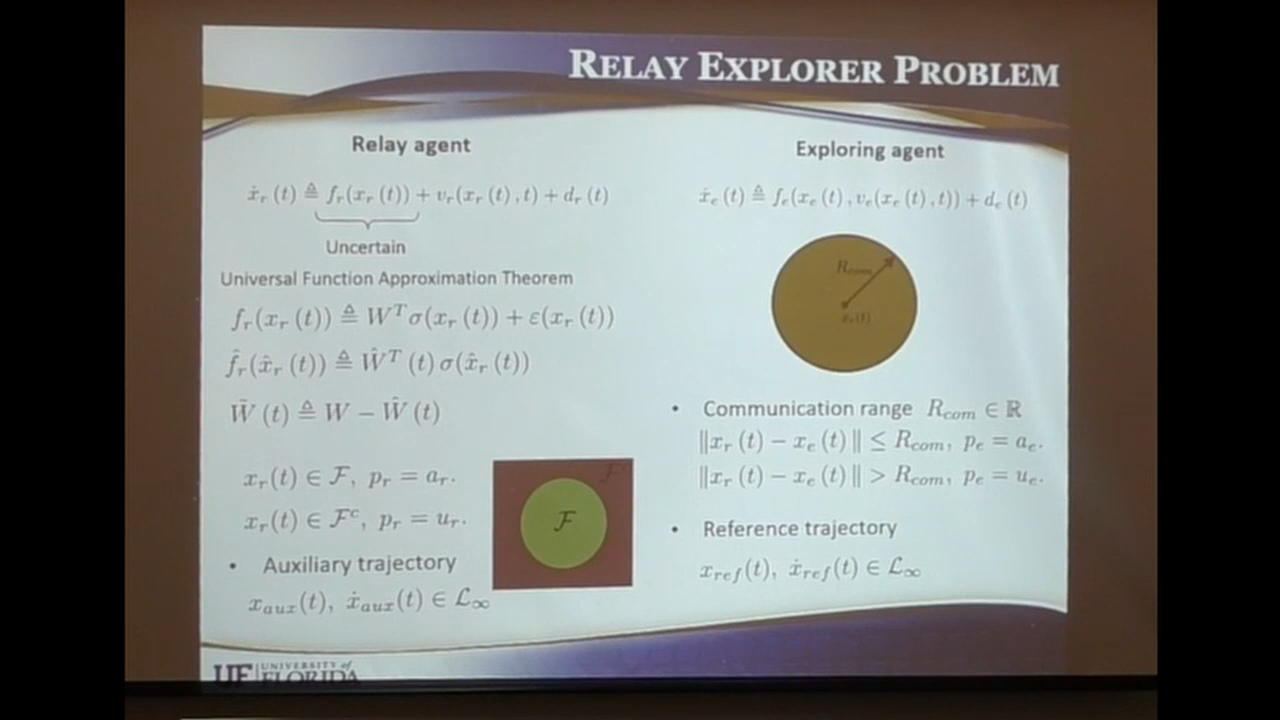 RELAY EXPLORER PROBLEM
Relay agent
ẋ_r (t) ≜ f_r(x_r (t)) + v_r(x_r (t), t) + d_r (t)
Uncertain
Universal Function Approximation Theorem
f_r(x_r (t)) ≜ W^T σ(x_r (t)) + ε(x_r (t))
f̂_r(x̂_r (t)) ≜ Ŵ^T (t) σ(x̂_r (t))
W̃ (t) ≜ W − Ŵ (t)
x_r(t) ∈ F, p_r = a_r.
x_r(t) ∈ F^c, p_r = u_r.
F
• Auxiliary trajectory
x_aux(t), ẋ_aux(t) ∈ L_∞
Exploring agent
ẋ_e (t) ≜ f_e(x_e (t), v_e(x_e (t), t)) + d_e (t)
R_com
x_r(t)
• Communication range R_com ∈ ℝ
‖x_r (t) − x_e (t)‖ ≤ R_com, p_e = a_e.
‖x_r (t) − x_e (t)‖ > R_com, p_e = u_e.
• Reference trajectory
x_ref(t), ẋ_ref(t) ∈ L_∞
UF UNIVERSITY of
FLORIDA